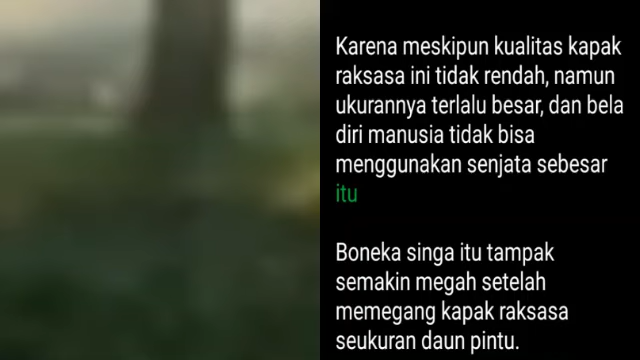 Karena meskipun kualitas kapak
raksasa ini tidak rendah, namun
ukurannya terlalu besar, dan bela
diri manusia tidak bisa
menggunakan senjata sebesar
itu
Boneka singa itu tampak
semakin megah setelah
memegang kapak raksasa
seukuran daun pintu.